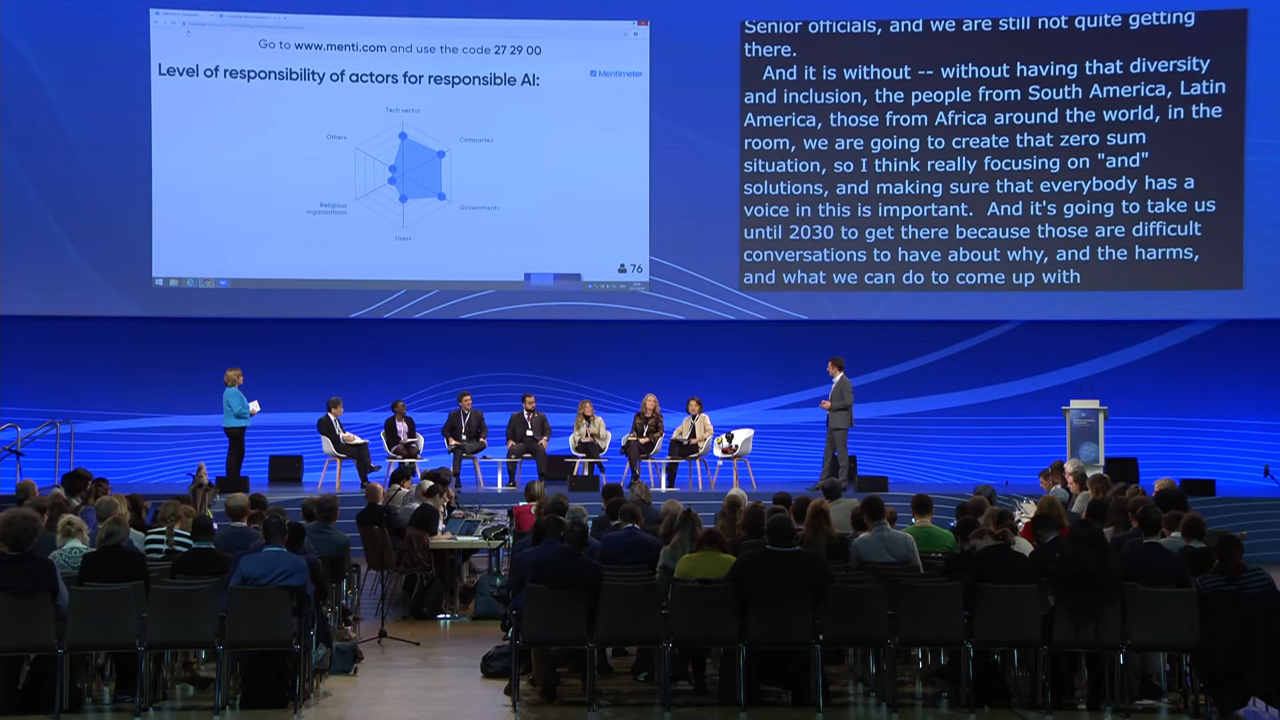 Go to www.menti.com and use the code 27 29 00
Level of responsibility of actors for responsible AI:
Mentimeter
Tech sector
Others
Companies
Religious
organisations
Governments
Users
76
Senior officials, and we are still not quite getting
there.
And it is without -- without having that diversity
and inclusion, the people from South America, Latin
America, those from Africa around the world, in the
room, we are going to create that zero sum
situation, so I think really focusing on "and"
solutions, and making sure that everybody has a
voice in this is important. And it's going to take us
until 2030 to get there because those are difficult
conversations to have about why, and the harms,
and what we can do to come up with